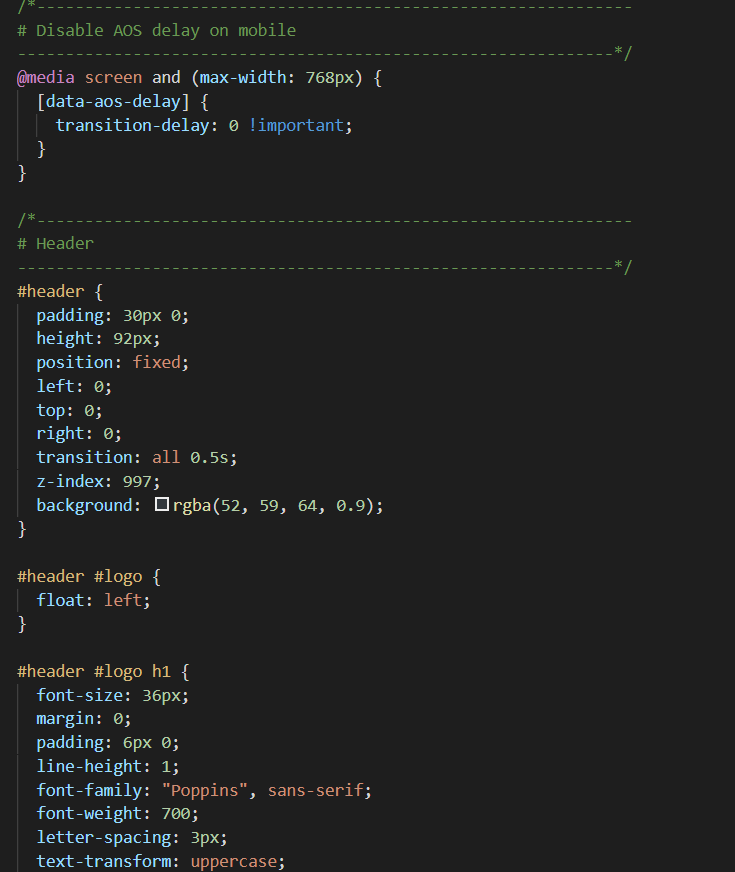 /*--------------------------------------------------------------
# Disable AOS delay on mobile
--------------------------------------------------------------*/
@media screen and (max-width: 768px) {
  [data-aos-delay] {
    transition-delay: 0 !important;
  }
}

/*--------------------------------------------------------------
# Header
--------------------------------------------------------------*/
#header {
  padding: 30px 0;
  height: 92px;
  position: fixed;
  left: 0;
  top: 0;
  right: 0;
  transition: all 0.5s;
  z-index: 997;
  background: rgba(52, 59, 64, 0.9);
}

#header #logo {
  float: left;
}

#header #logo h1 {
  font-size: 36px;
  margin: 0;
  padding: 6px 0;
  line-height: 1;
  font-family: "Poppins", sans-serif;
  font-weight: 700;
  letter-spacing: 3px;
  text-transform: uppercase;